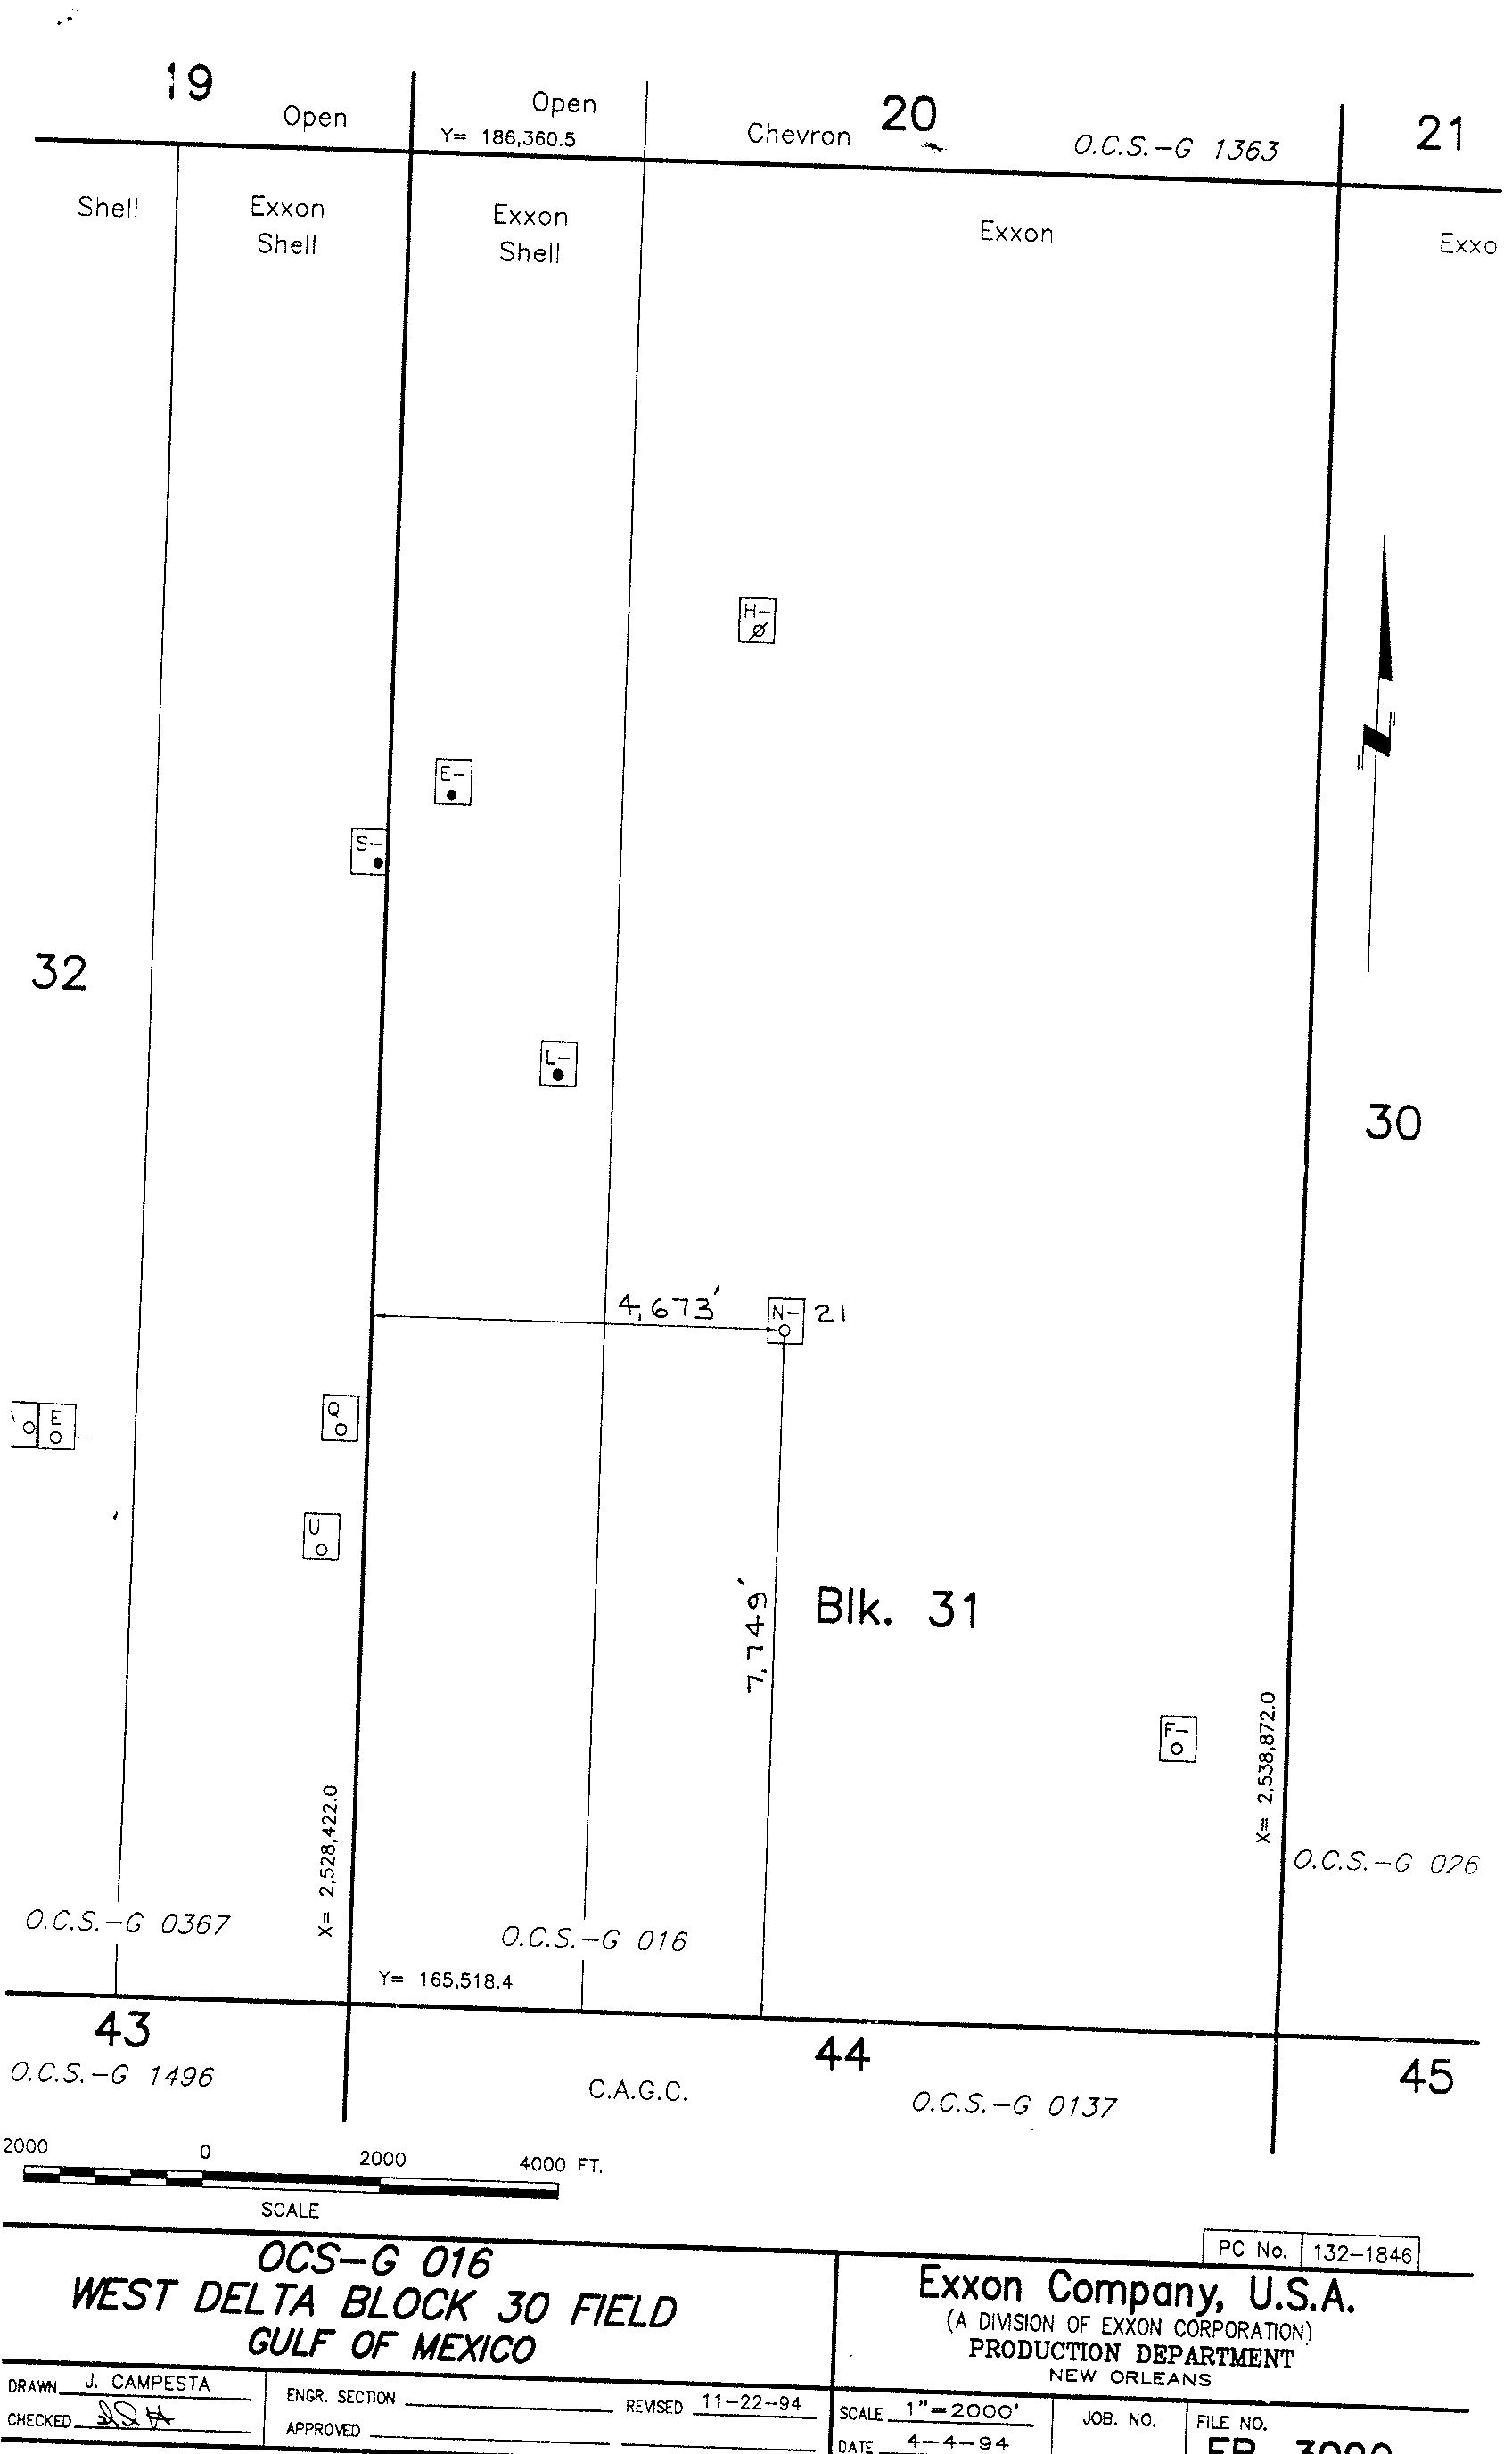 19
Open
Open
Y= 186,360.5
Chevron
20
O.C.S.-G 1363
21
Shell
Exxon
Shell
Exxon
Shell
Exxon
Exxo
H-
E-
S-
32
L-
30
4,673'
N-
21
Q
E
U
7,749'
Blk. 31
F-
X= 2,538,872.0
X= 2,528,422.0
O.C.S.-G 026
O.C.S.-G 0367
O.C.S.-G 016
Y= 165,518.4
43
44
45
O.C.S.-G 1496
C.A.G.C.
O.C.S.-G 0137
2000 0 2000 4000 FT.
SCALE
PC No. 132-1846
OCS-G 016
WEST DELTA BLOCK 30 FIELD
GULF OF MEXICO
Exxon Company, U.S.A.
(A DIVISION OF EXXON CORPORATION)
PRODUCTION DEPARTMENT
NEW ORLEANS
DRAWN J. CAMPESTA
CHECKED
ENGR. SECTION
APPROVED
REVISED 11-22-94
SCALE 1"=2000'
DATE 4-4-94
JOB. NO.
FILE NO.